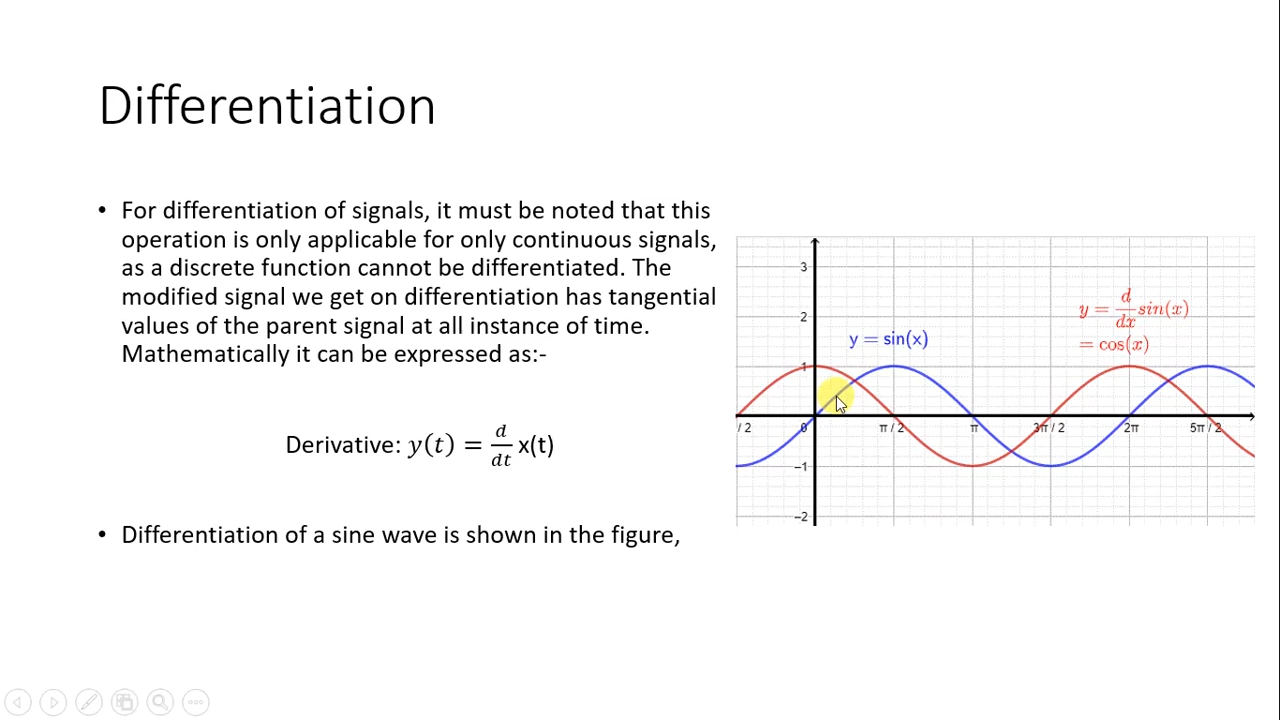 Differentiation
• For differentiation of signals, it must be noted that this
operation is only applicable for only continuous signals,
as a discrete function cannot be differentiated. The
modified signal we get on differentiation has tangential
values of the parent signal at all instance of time.
Mathematically it can be expressed as:-
Derivative: y(t) = d/dt x(t)
• Differentiation of a sine wave is shown in the figure,
3
2
1
0
−1
−2
/ 2
π / 2
π
3π / 2
2π
5π / 2
y = sin(x)
y = d/dx sin(x)
= cos(x)